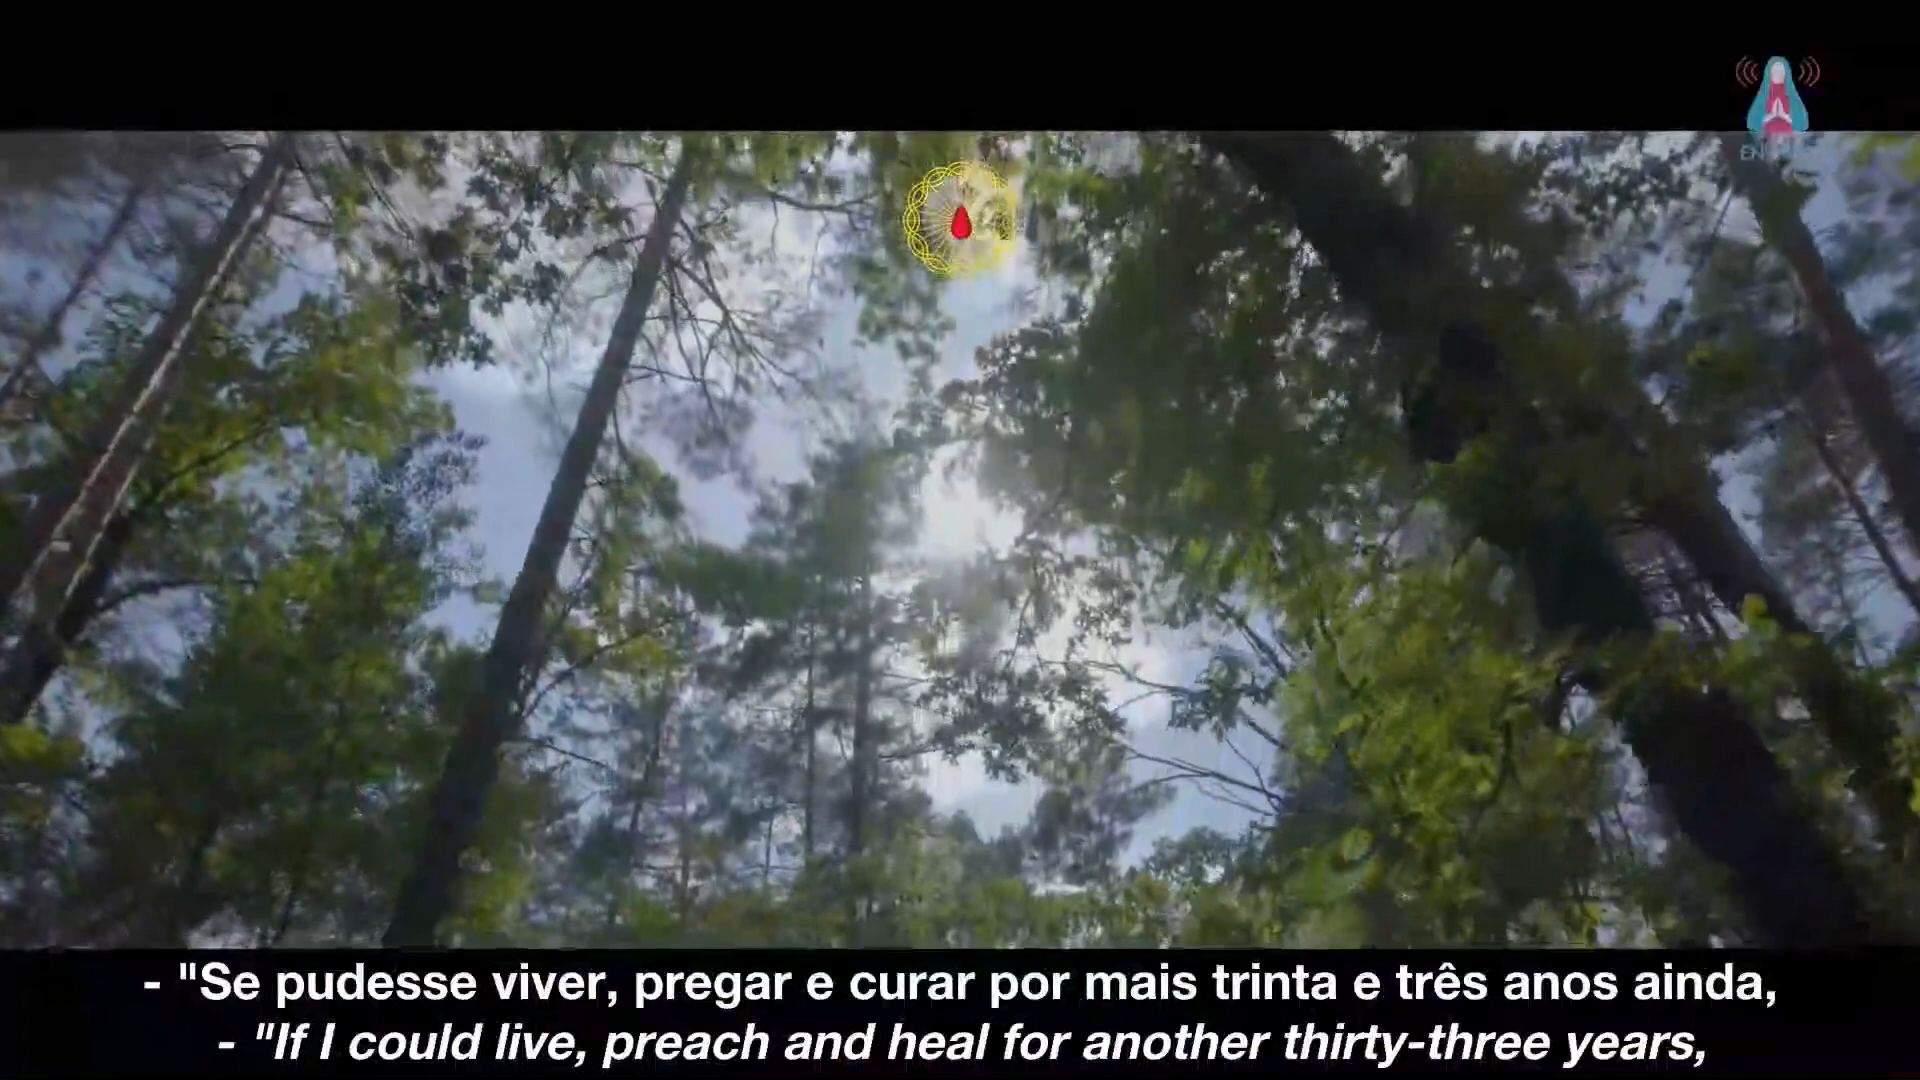 - "Se pudesse viver, pregar e curar por mais trinta e três anos ainda,
- "If I could live, preach and heal for another thirty-three years,